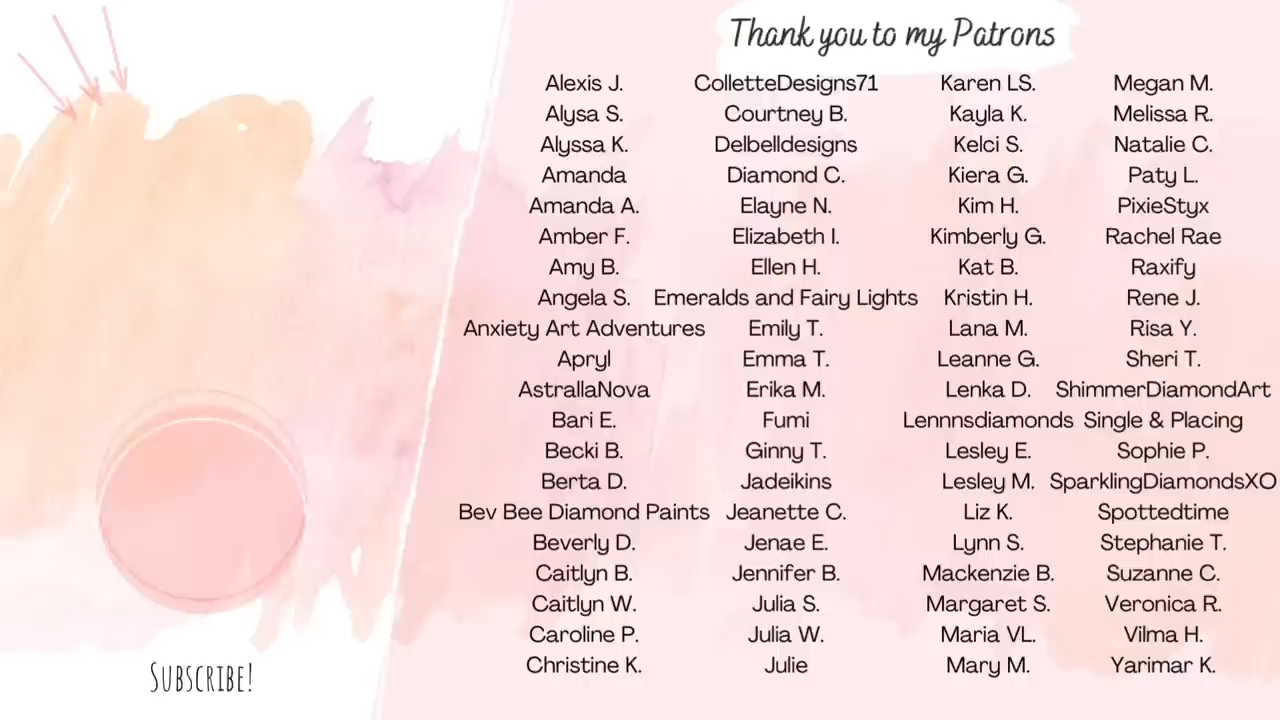 Thank you to my Patrons
Alexis J.
Alysa S.
Alyssa K.
Amanda
Amanda A.
Amber F.
Amy B.
Angela S.
Anxiety Art Adventures
Apryl
AstrallaNova
Bari E.
Becki B.
Berta D.
Bev Bee Diamond Paints
Beverly D.
Caitlyn B.
Caitlyn W.
Caroline P.
Christine K.
ColletteDesigns71
Courtney B.
Delbelldesigns
Diamond C.
Elayne N.
Elizabeth I.
Ellen H.
Emeralds and Fairy Lights
Emily T.
Emma T.
Erika M.
Fumi
Ginny T.
Jadeikins
Jeanette C.
Jenae E.
Jennifer B.
Julia S.
Julia W.
Julie
Karen LS.
Kayla K.
Kelci S.
Kiera G.
Kim H.
Kimberly G.
Kat B.
Kristin H.
Lana M.
Leanne G.
Lenka D.
Lennnsdiamonds
Lesley E.
Lesley M.
Liz K.
Lynn S.
Mackenzie B.
Margaret S.
Maria VL.
Mary M.
Megan M.
Melissa R.
Natalie C.
Paty L.
PixieStyx
Rachel Rae
Raxify
Rene J.
Risa Y.
Sheri T.
ShimmerDiamondArt
Single & Placing
Sophie P.
SparklingDiamondsXO
Spottedtime
Stephanie T.
Suzanne C.
Veronica R.
Vilma H.
Yarimar K.
Subscribe!